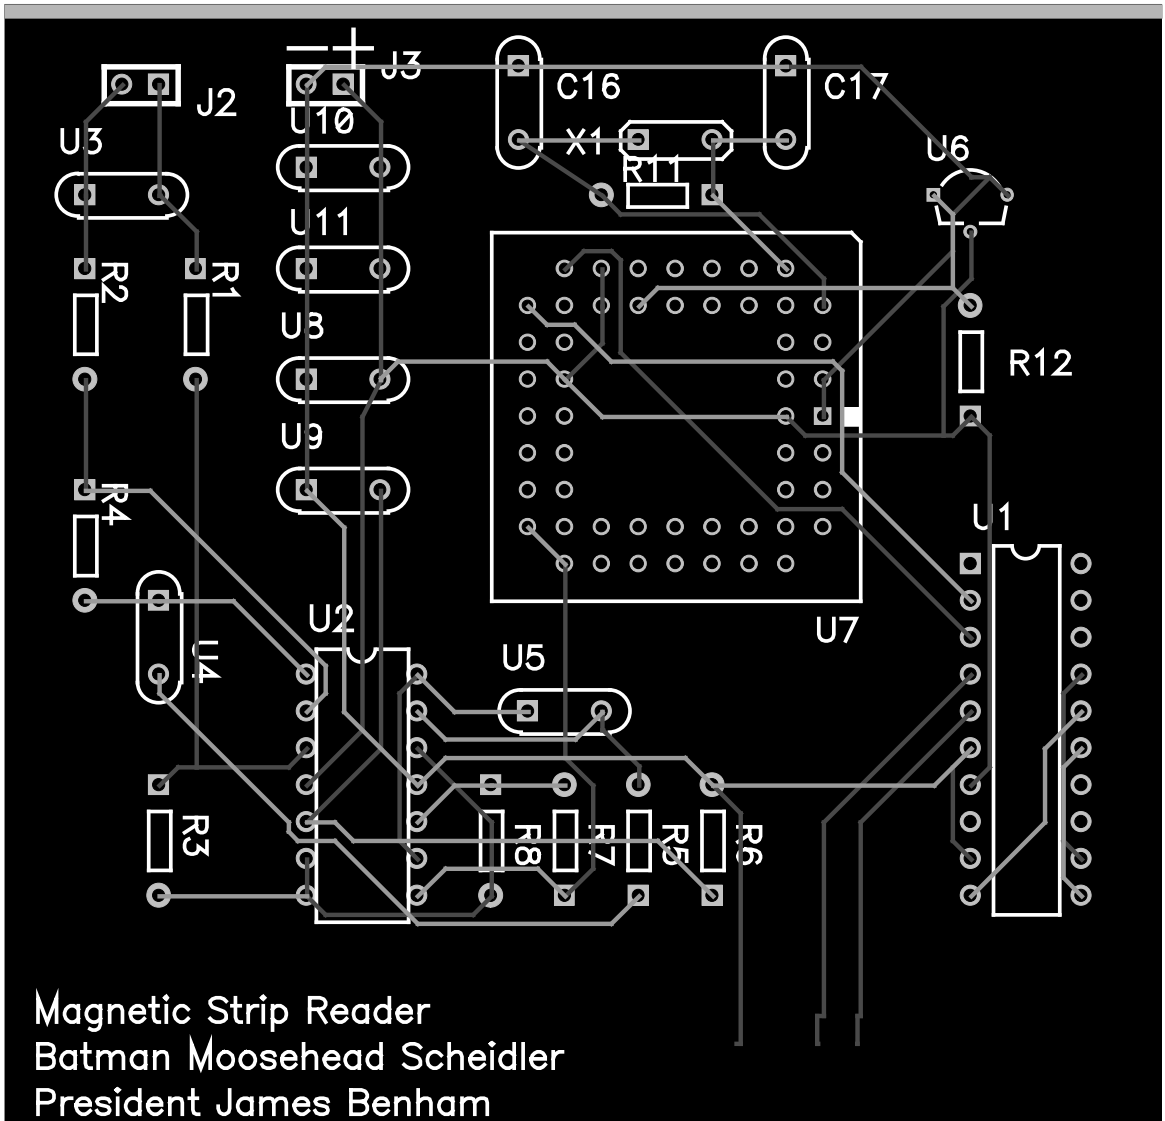 J3
C16
C17
J2
U10
U3
X1
U6
R11
U11
R2
R1
U8
R12
U9
R4
U1
U2
U7
U4
U5
R3
R8
R7
R5
R6
Magnetic Strip Reader
Batman Moosehead Scheidler
President James Benham